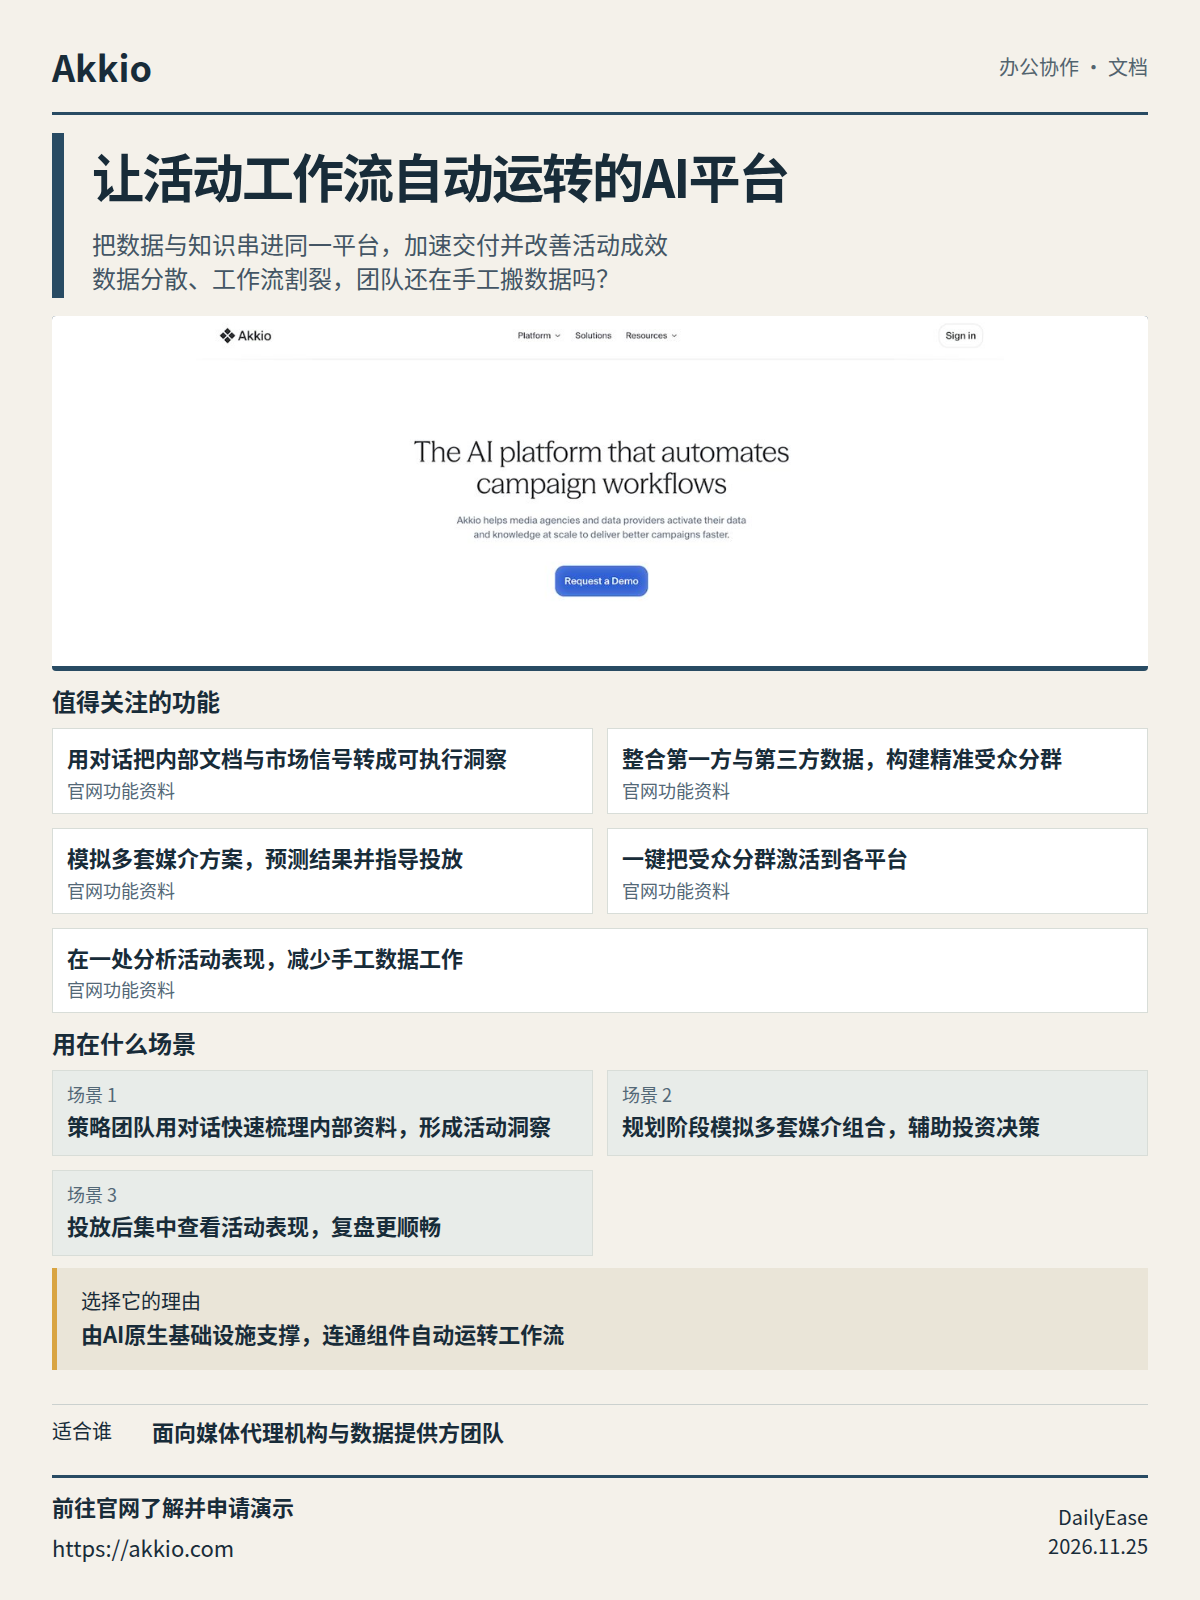 Akkio
办公协作 · 文档
让活动工作流自动运转的AI平台
把数据与知识串进同一平台，加速交付并改善活动成效
数据分散、工作流割裂，团队还在手工搬数据吗？
Akkio
Platform
Solutions
Resources
Sign in
The AI platform that automates
campaign workflows
Akkio helps media agencies and data providers activate their data
and knowledge at scale to deliver better campaigns faster.
Request a Demo
值得关注的功能
用对话把内部文档与市场信号转成可执行洞察
官网功能资料
整合第一方与第三方数据，构建精准受众分群
官网功能资料
模拟多套媒介方案，预测结果并指导投放
官网功能资料
一键把受众分群激活到各平台
官网功能资料
在一处分析活动表现，减少手工数据工作
官网功能资料
用在什么场景
场景 1
策略团队用对话快速梳理内部资料，形成活动洞察
场景 2
规划阶段模拟多套媒介组合，辅助投资决策
场景 3
投放后集中查看活动表现，复盘更顺畅
选择它的理由
由AI原生基础设施支撑，连通组件自动运转工作流
适合谁
面向媒体代理机构与数据提供方团队
前往官网了解并申请演示
https://akkio.com
DailyEase
2026.11.25